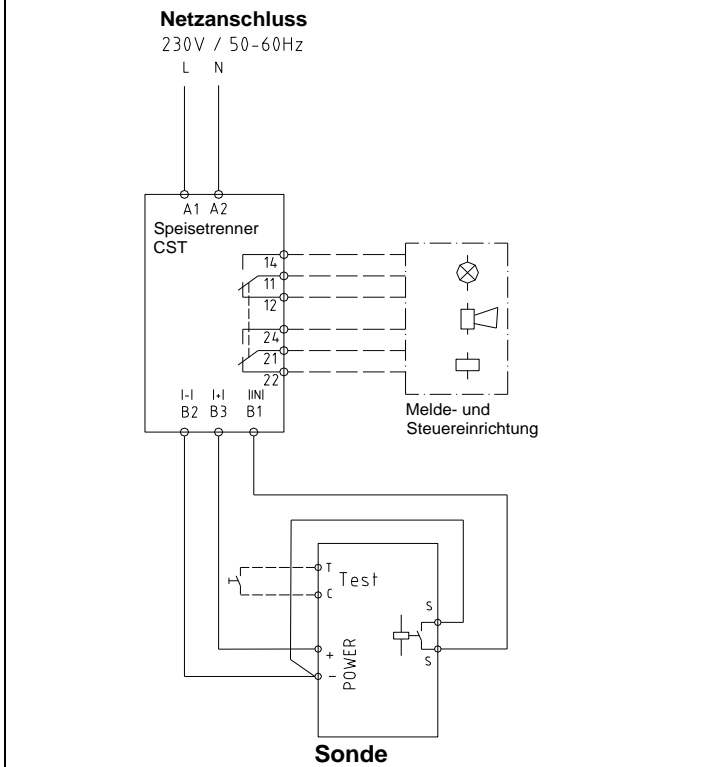 Netzanschluss
230V / 50-60Hz
L N
A1 A2
Speisetrenner
CST
14
11
12
24
21
22
|-| |+| |IN|
B2 B3 B1
Melde- und
Steuereinrichtung
T
Test
C
S
+
POWER
-
S
Sonde